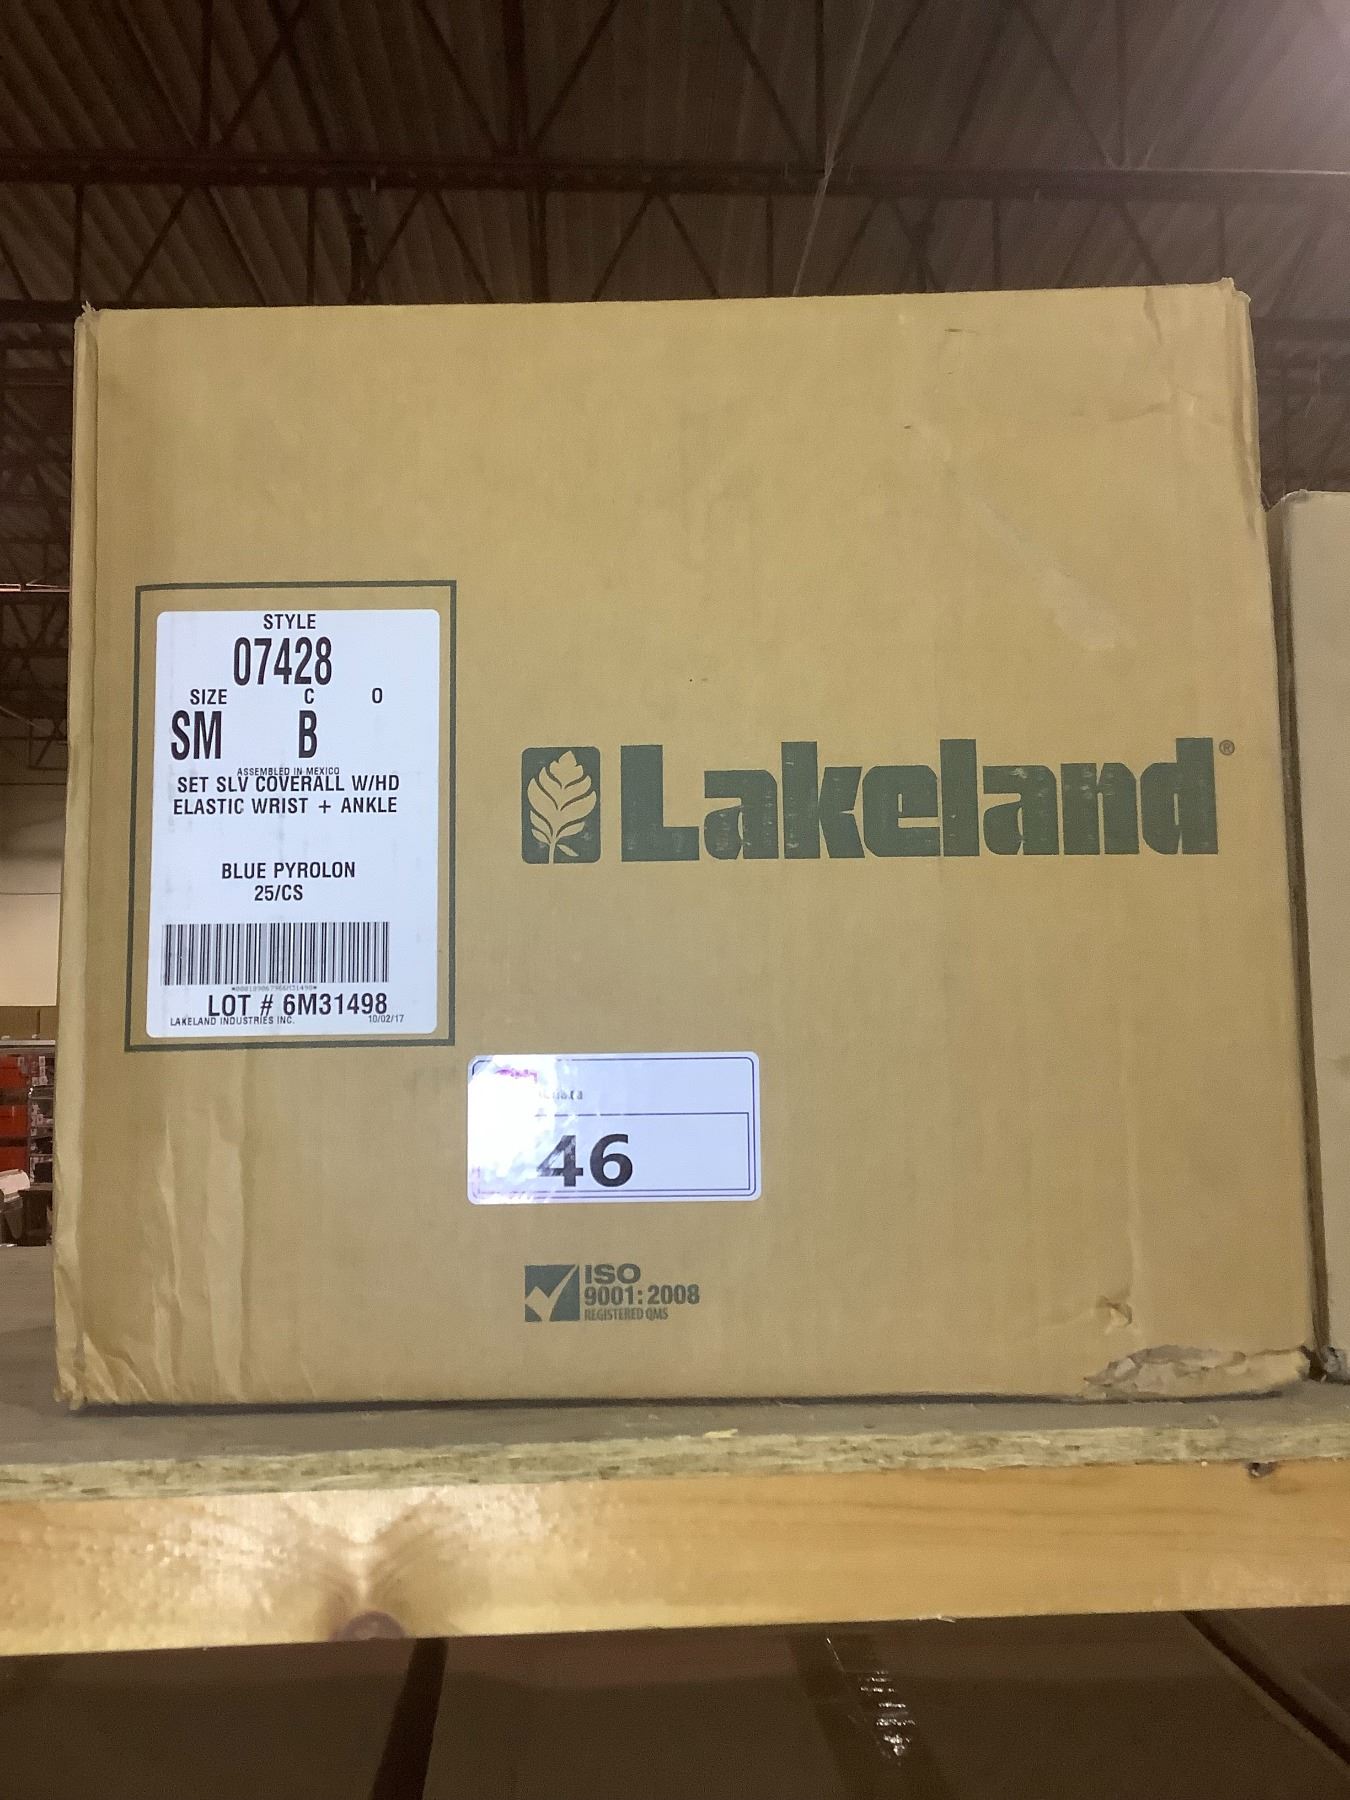 STYLE
07428
SIZE C O
SM B
ASSEMBLED IN MEXICO
SET SLV COVERALL W/HD
ELASTIC WRIST + ANKLE
BLUE PYROLON
25/CS
LOT # 6M31498
LAKELAND INDUSTRIES INC. 10/02/17
Lakeland®
46
ISO
9001:2008
REGISTERED QMS